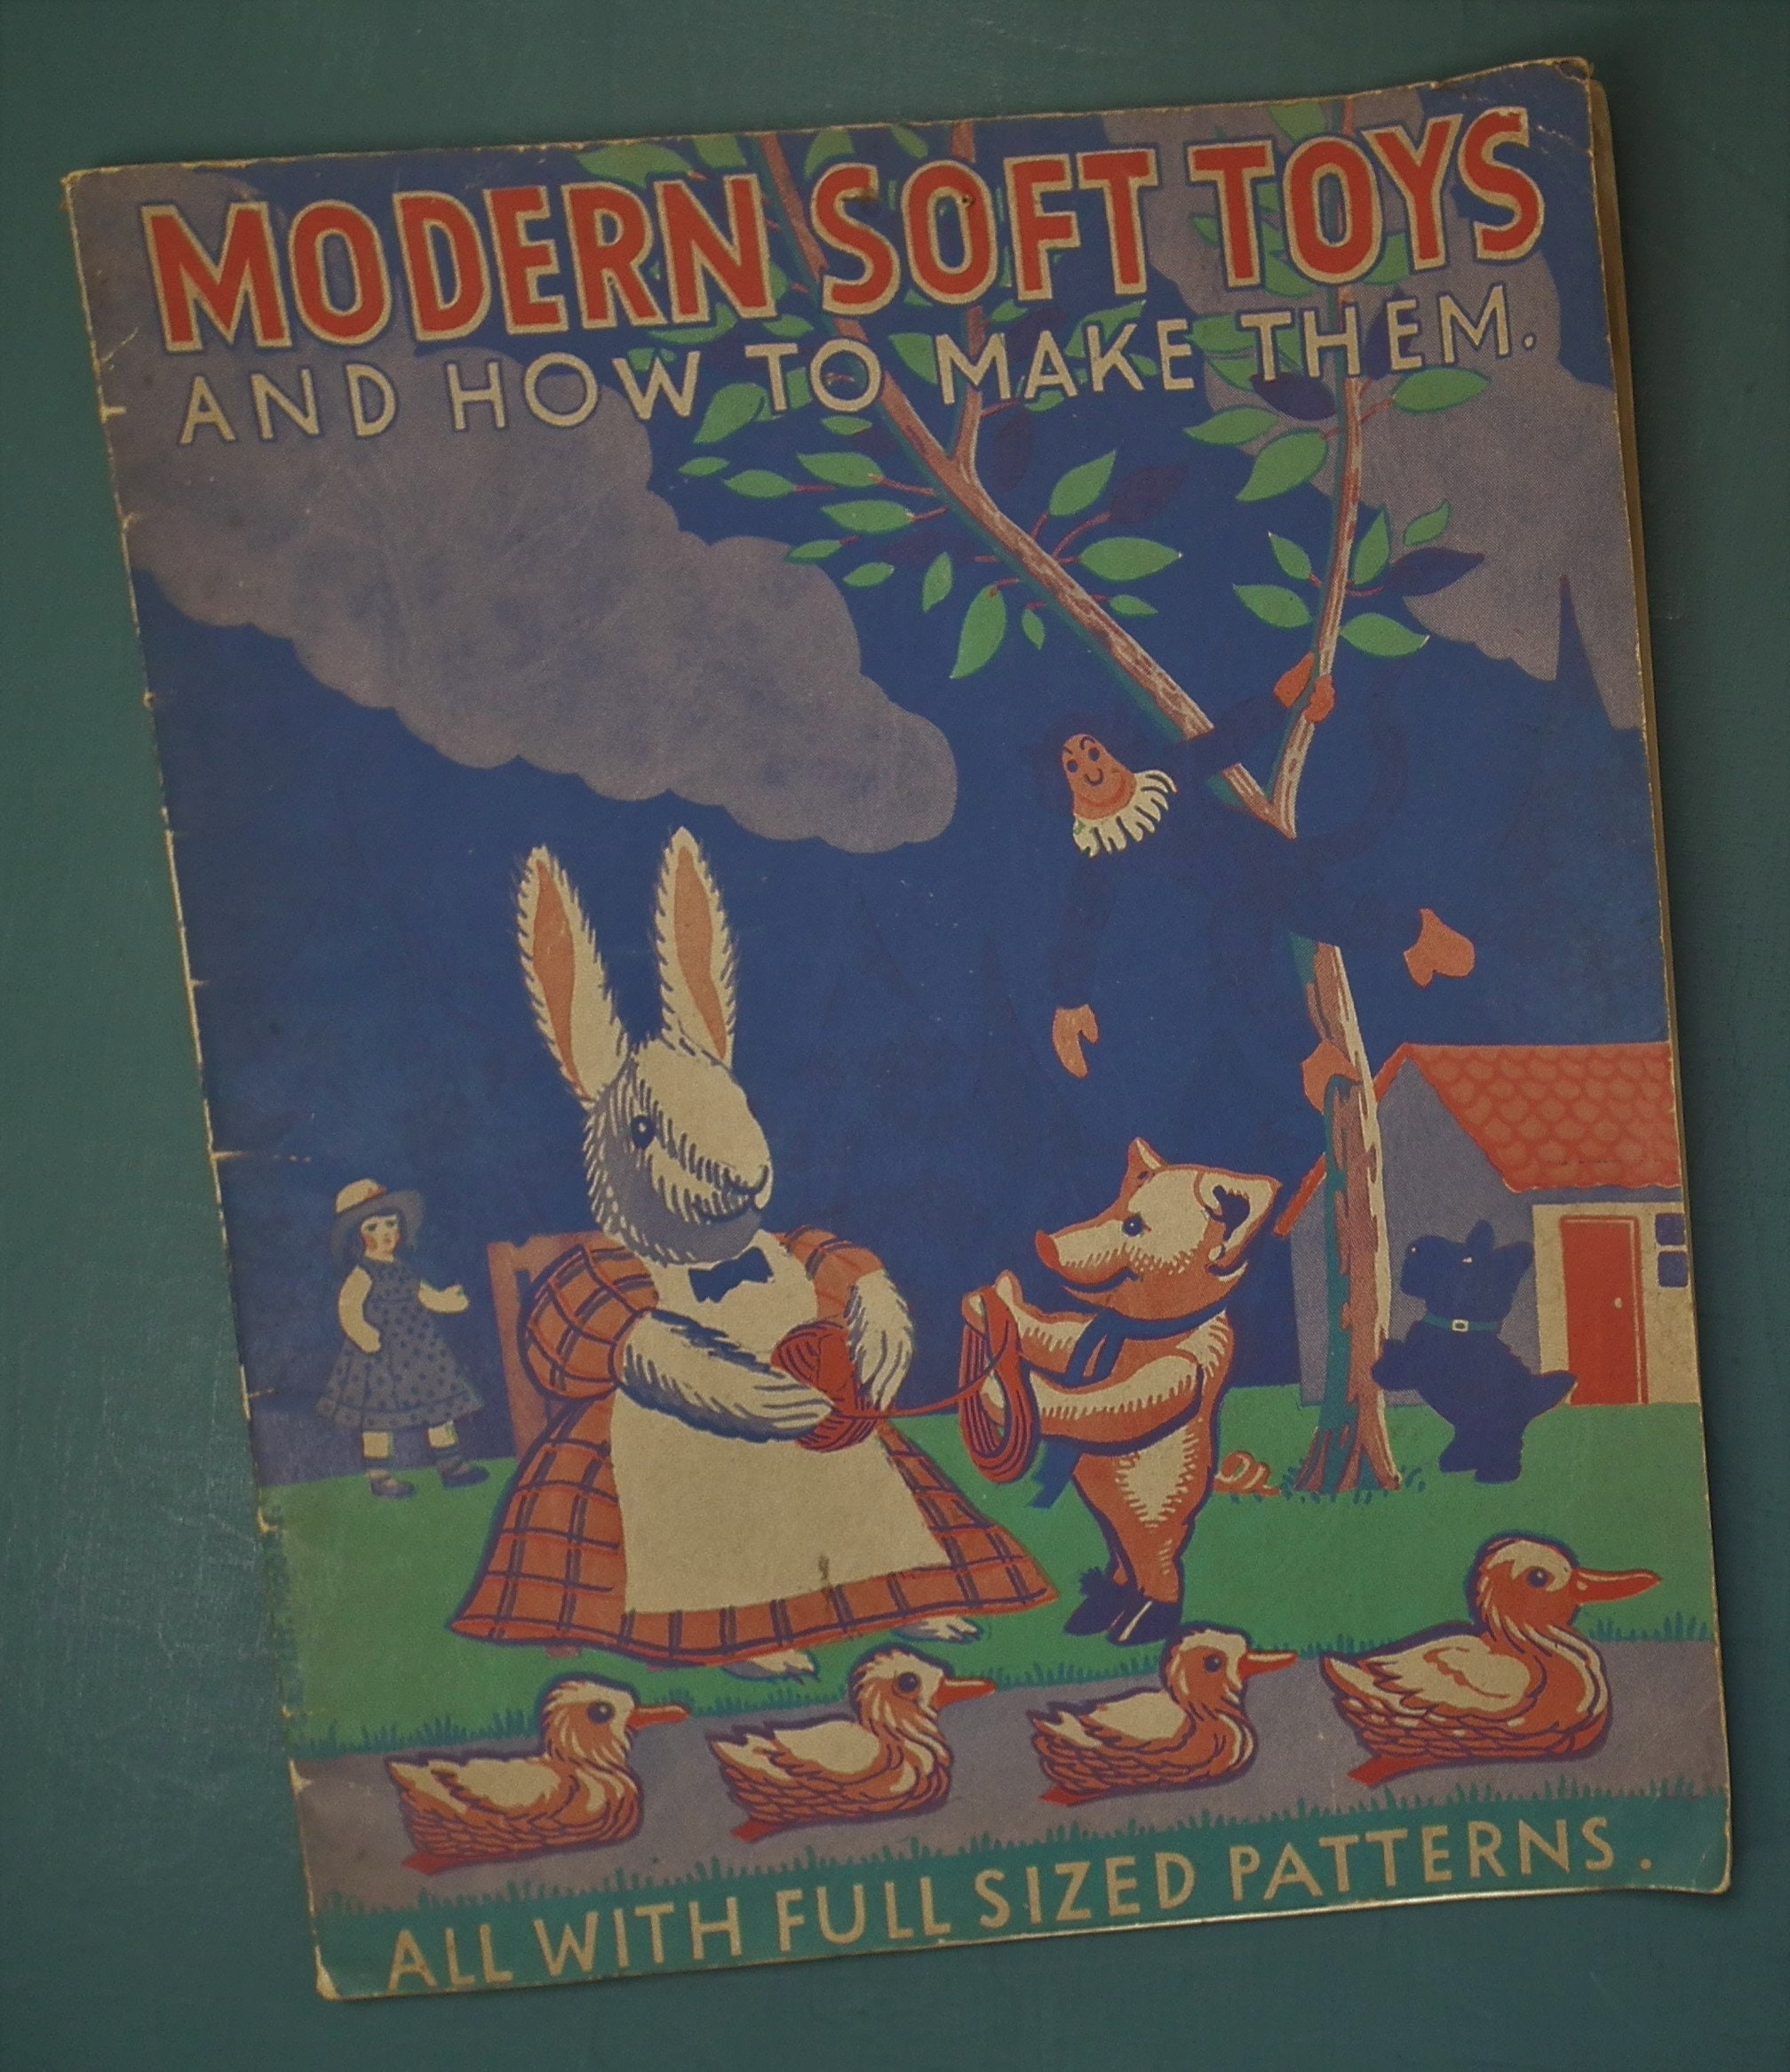 MODERN SOFT TOYS
AND HOW TO MAKE THEM.
ALL WITH FULL SIZED PATTERNS.